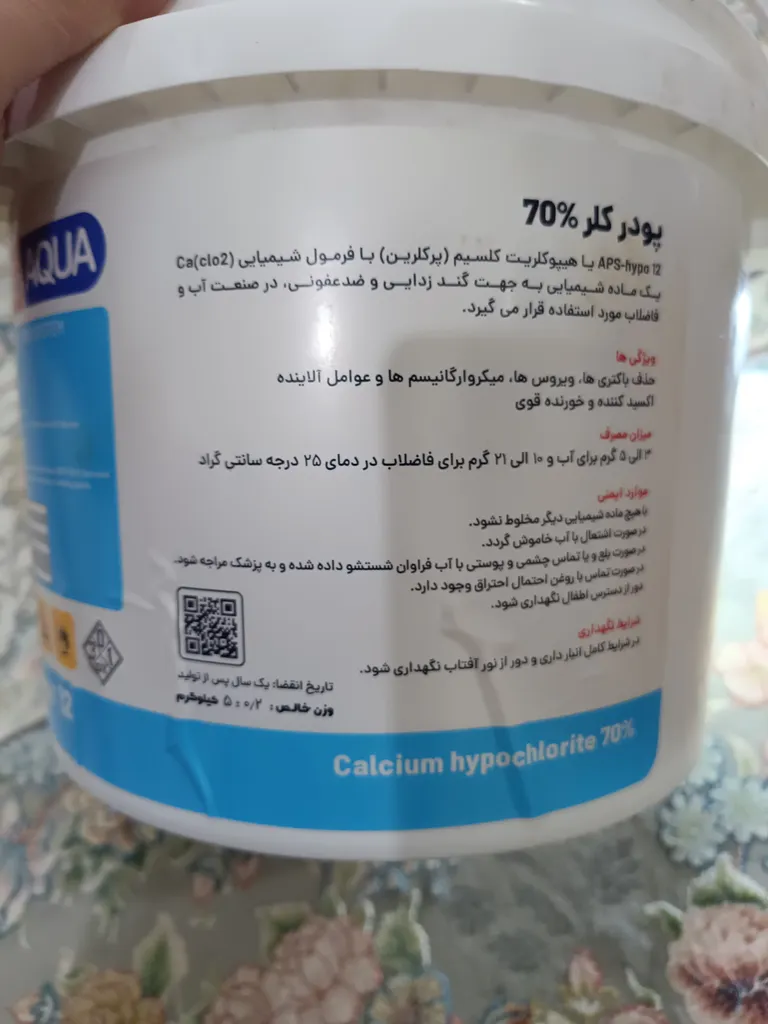 AQUA
پودر کلر 70%
APS-hypo 12 یا هیپوکلریت کلسیم (پرکلرین) با فرمول شیمیایی Ca(clo2)
یک ماده شیمیایی به جهت گند زدایی و ضدعفونی، در صنعت آب و
فاضلاب مورد استفاده قرار می گیرد.
ویژگی ها
حذف باکتری ها، ویروس ها، میکروارگانیسم ها و عوامل آلاینده
اکسید کننده و خورنده قوی
میزان مصرف
۳ الی ۵ گرم برای آب و ۱۰ الی ۲۱ گرم برای فاضلاب در دمای ۲۵ درجه سانتی گراد
موارد ایمنی
با هیچ ماده شیمیایی دیگر مخلوط نشود.
در صورت اشتعال با آب خاموش گردد.
در صورت بلع و یا تماس چشمی و پوستی با آب فراوان شستشو داده شده و به پزشک مراجعه شود.
در صورت تماس با روغن احتمال احتراق وجود دارد.
دور از دسترس اطفال نگهداری شود.
شرایط نگهداری
در شرایط کامل انبار داری و دور از نور آفتاب نگهداری شود.
تاریخ انقضا: یک سال پس از تولید
وزن خالص: ۰/۲ ± ۵ کیلوگرم
12
Calcium hypochlorite 70%